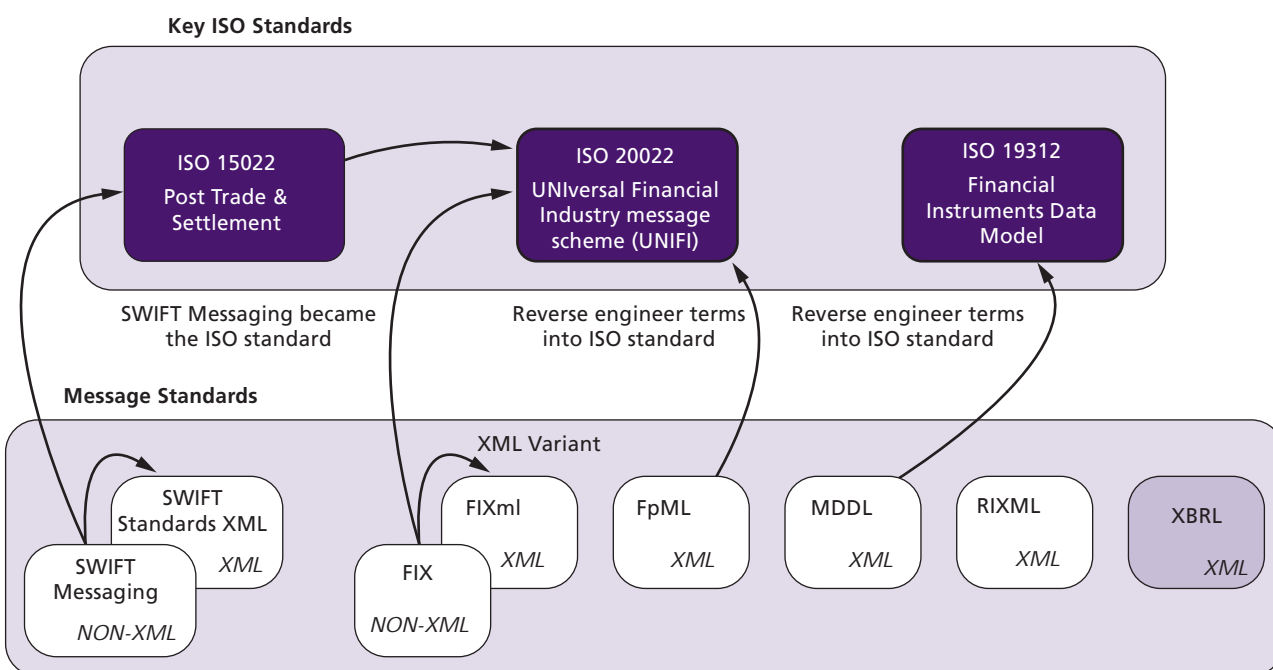 Key ISO Standards
ISO 15022
Post Trade &
Settlement
ISO 20022
UNIversal Financial
Industry message
scheme (UNIFI)
ISO 19312
Financial
Instruments Data
Model
SWIFT Messaging became
the ISO standard
Reverse engineer terms
into ISO standard
Reverse engineer terms
into ISO standard
Message Standards
XML Variant
SWIFT
Standards XML
XML
SWIFT
Messaging
NON-XML
FIXml
XML
FIX
NON-XML
FpML
XML
MDDL
XML
RIXML
XML
XBRL
XML